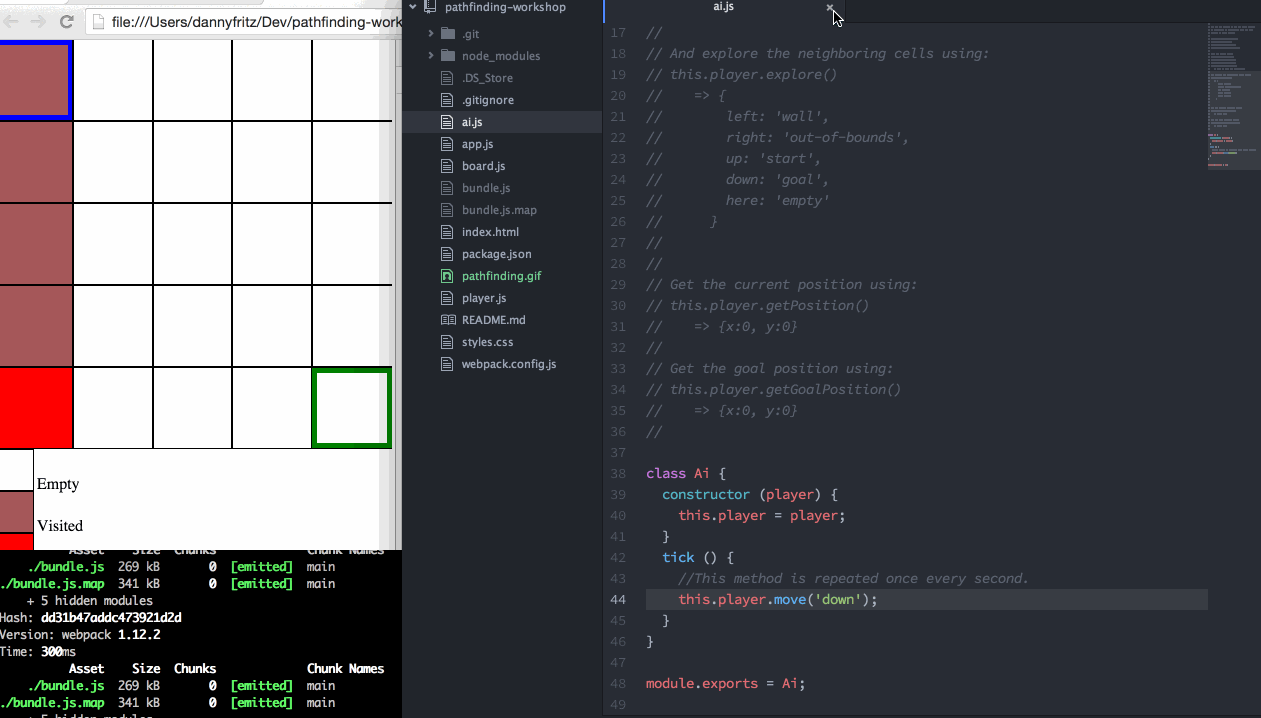 file:///Users/dannyfritz/Dev/pathfinding-work
Empty
Visited
Asset Size Chunks Chunk Names
./bundle.js 269 kB 0 [emitted] main
./bundle.js.map 341 kB 0 [emitted] main
+ 5 hidden modules
Hash: dd31b47addc473921d2d
Version: webpack 1.12.2
Time: 300ms
Asset Size Chunks Chunk Names
./bundle.js 269 kB 0 [emitted] main
./bundle.js.map 341 kB 0 [emitted] main
+ 5 hidden modules
pathfinding-workshop
.git
node_modules
.DS_Store
.gitignore
ai.js
app.js
board.js
bundle.js
bundle.js.map
index.html
package.json
pathfinding.gif
player.js
README.md
styles.css
webpack.config.js
ai.js
17 //
18 // And explore the neighboring cells using:
19 // this.player.explore()
20 // => {
21 // left: 'wall',
22 // right: 'out-of-bounds',
23 // up: 'start',
24 // down: 'goal',
25 // here: 'empty'
26 // }
27 //
28 //
29 // Get the current position using:
30 // this.player.getPosition()
31 // => {x:0, y:0}
32 //
33 // Get the goal position using:
34 // this.player.getGoalPosition()
35 // => {x:0, y:0}
36 //
37
38 class Ai {
39 constructor (player) {
40 this.player = player;
41 }
42 tick () {
43 //This method is repeated once every second.
44 this.player.move('down');
45 }
46 }
47
48 module.exports = Ai;
49